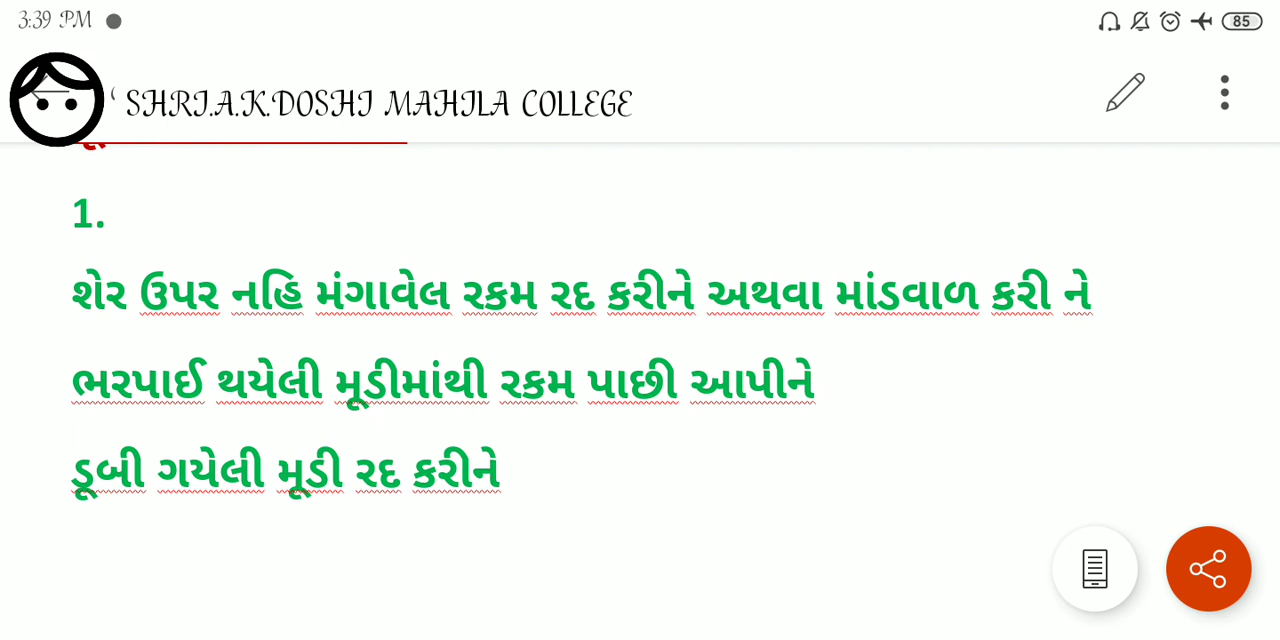 3:39 PM
85
‘ SHRI.A.K.DOSHI MAHILA COLLEGE
1.
શેર ઉપર નહિ મંગાવેલ રકમ રદ કરીને અથવા માંડવાળ કરી ને
ભરપાઈ થયેલી મૂડીમાંથી રકમ પાછી આપીને
ડૂબી ગયેલી મૂડી રદ કરીને